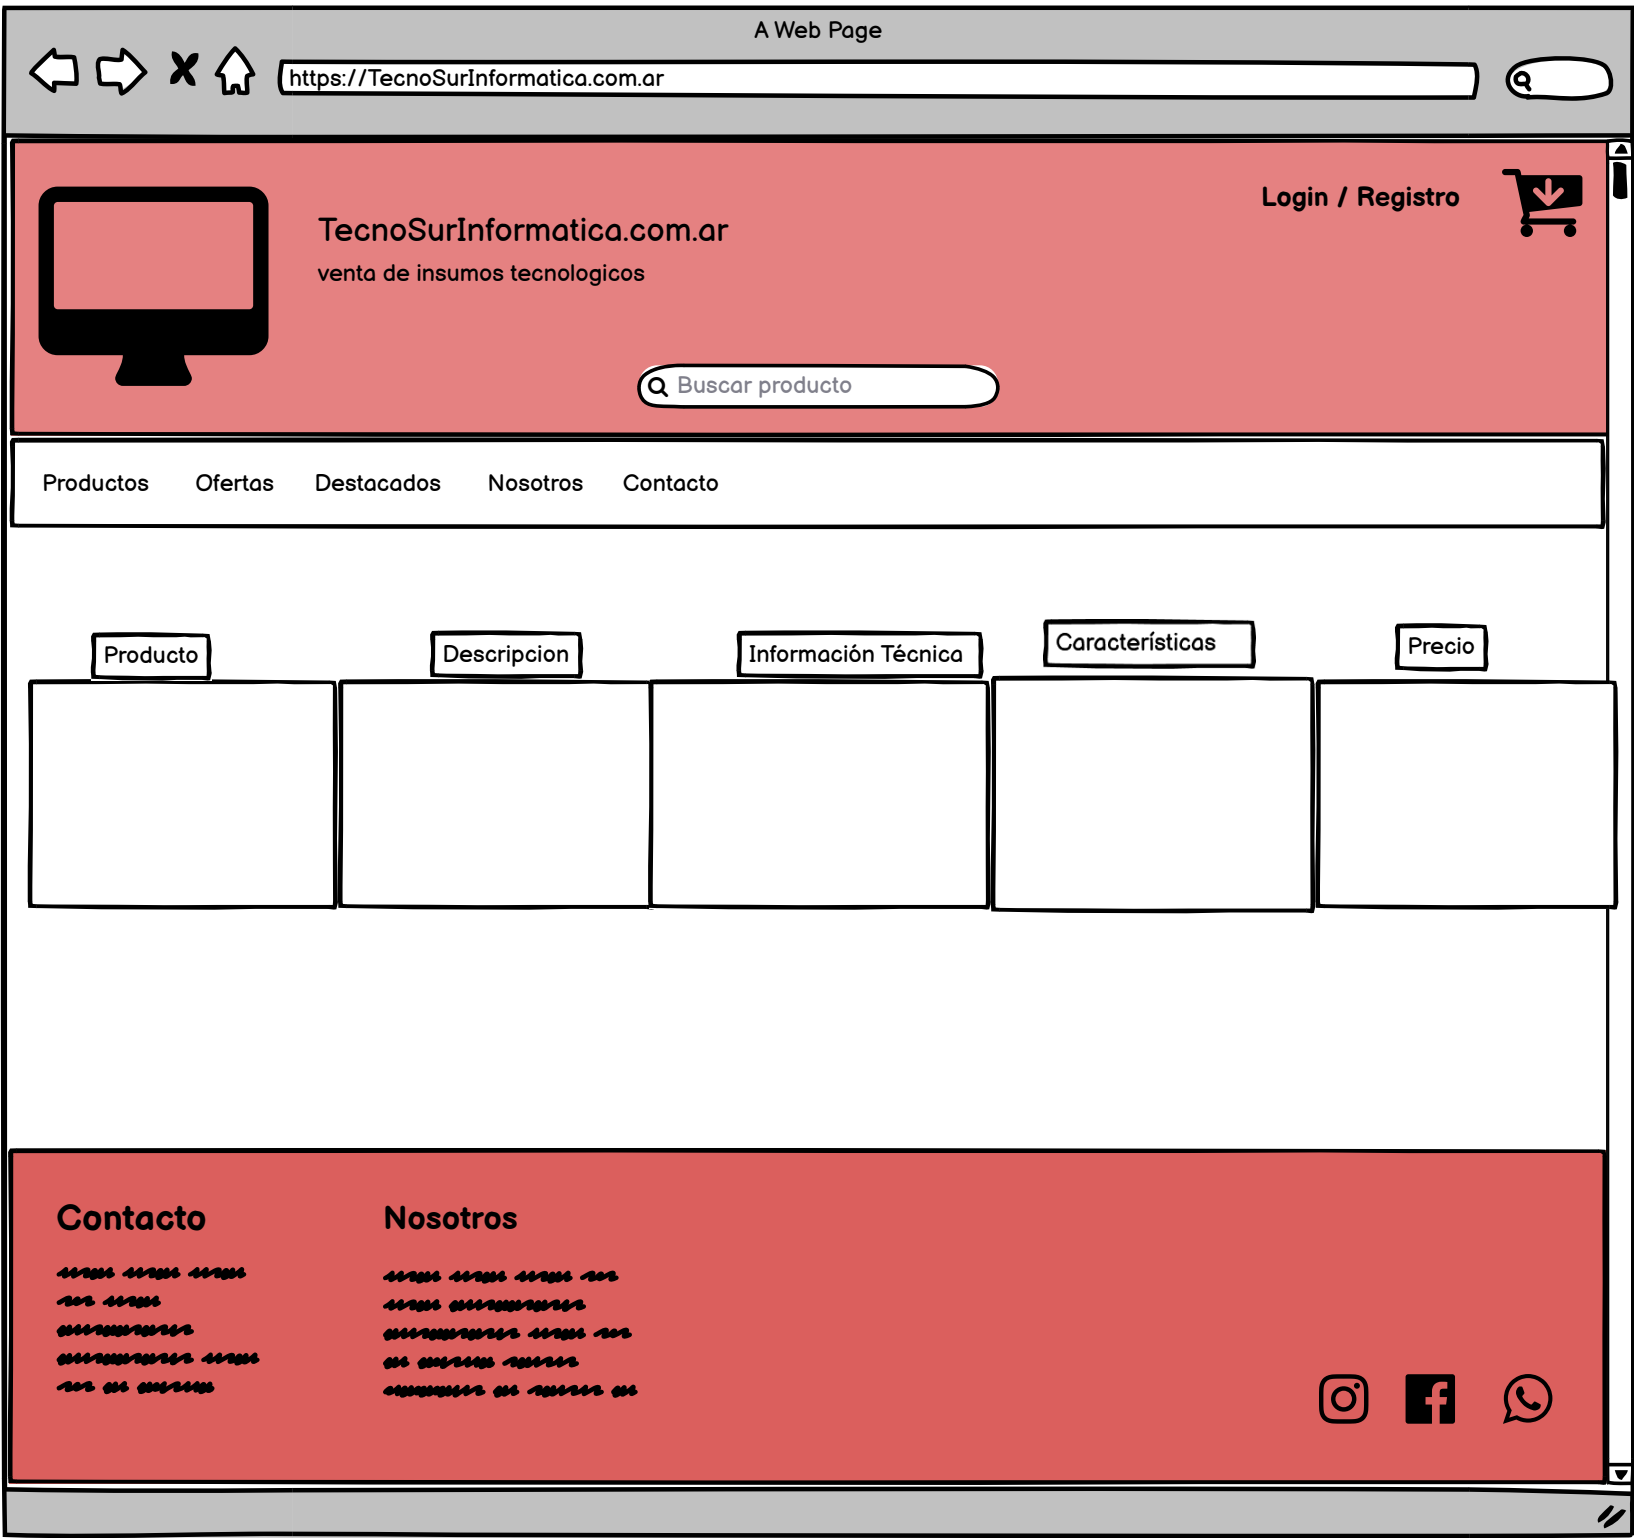 A Web Page
https://TecnoSurInformatica.com.ar
Login / Registro
TecnoSurInformatica.com.ar
venta de insumos tecnologicos
Buscar producto
Productos Ofertas Destacados Nosotros Contacto
Producto Descripcion Información Técnica Características Precio
Contacto Nosotros